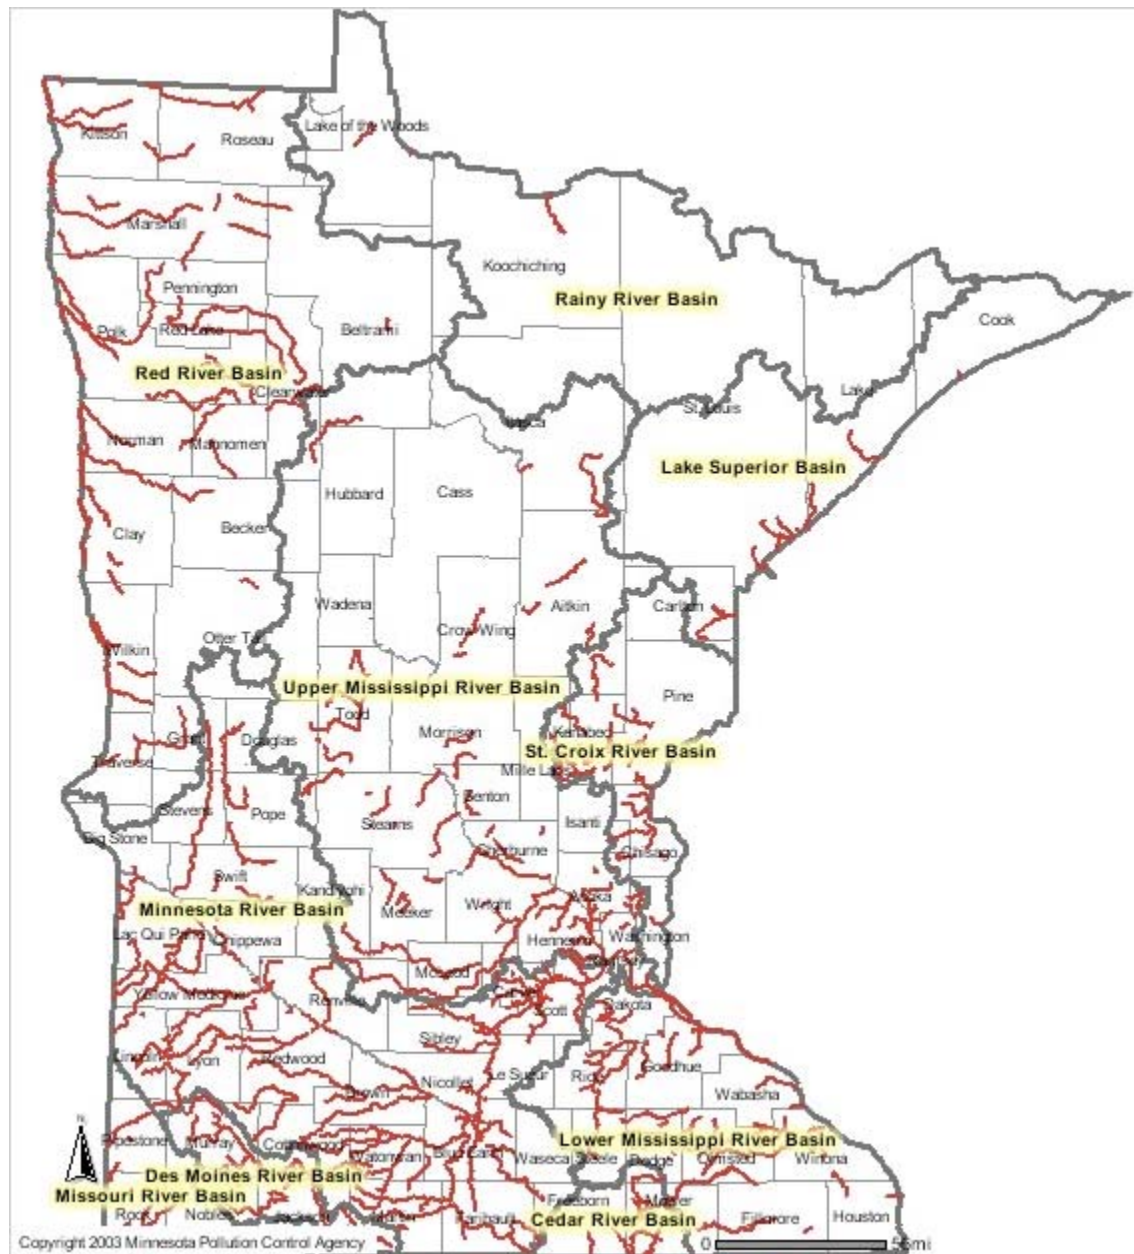 Lake of the Woods
Kittson
Roseau
Marshall
Koochiching
Pennington
Rainy River Basin
Cook
Polk
Red Lake
Beltrami
Red River Basin
Clearwater
Lake
St. Louis
Itasca
Norman
Mahnomen
Lake Superior Basin
Hubbard
Cass
Clay
Becker
Wadena
Aitkin
Carlton
Crow Wing
Wilkin
Otter Tail
Upper Mississippi River Basin
Pine
Todd
Grant
Douglas
Morrison
Kanabec
St. Croix River Basin
Traverse
Mille Lacs
Benton
Stevens
Pope
Stearns
Isanti
Big Stone
Sherburne
Chisago
Swift
Kandiyohi
Anoka
Minnesota River Basin
Meeker
Wright
Lac Qui Parle
Chippewa
Hennepin
Washington
Ramsey
Mcleod
Yellow Medicine
Renville
Carver
Scott
Dakota
Sibley
Lincoln
Lyon
Redwood
Nicollet
Le Sueur
Rice
Goodhue
Brown
Wabasha
N
Pipestone
Murray
Cottonwood
Watonwan
Blue Earth
Waseca
Steele
Dodge
Olmsted
Winona
Lower Mississippi River Basin
Des Moines River Basin
Missouri River Basin
Rock
Nobles
Jackson
Martin
Faribault
Freeborn
Mower
Cedar River Basin
Fillmore
Houston
Copyright 2003 Minnesota Pollution Control Agency
0
55mi